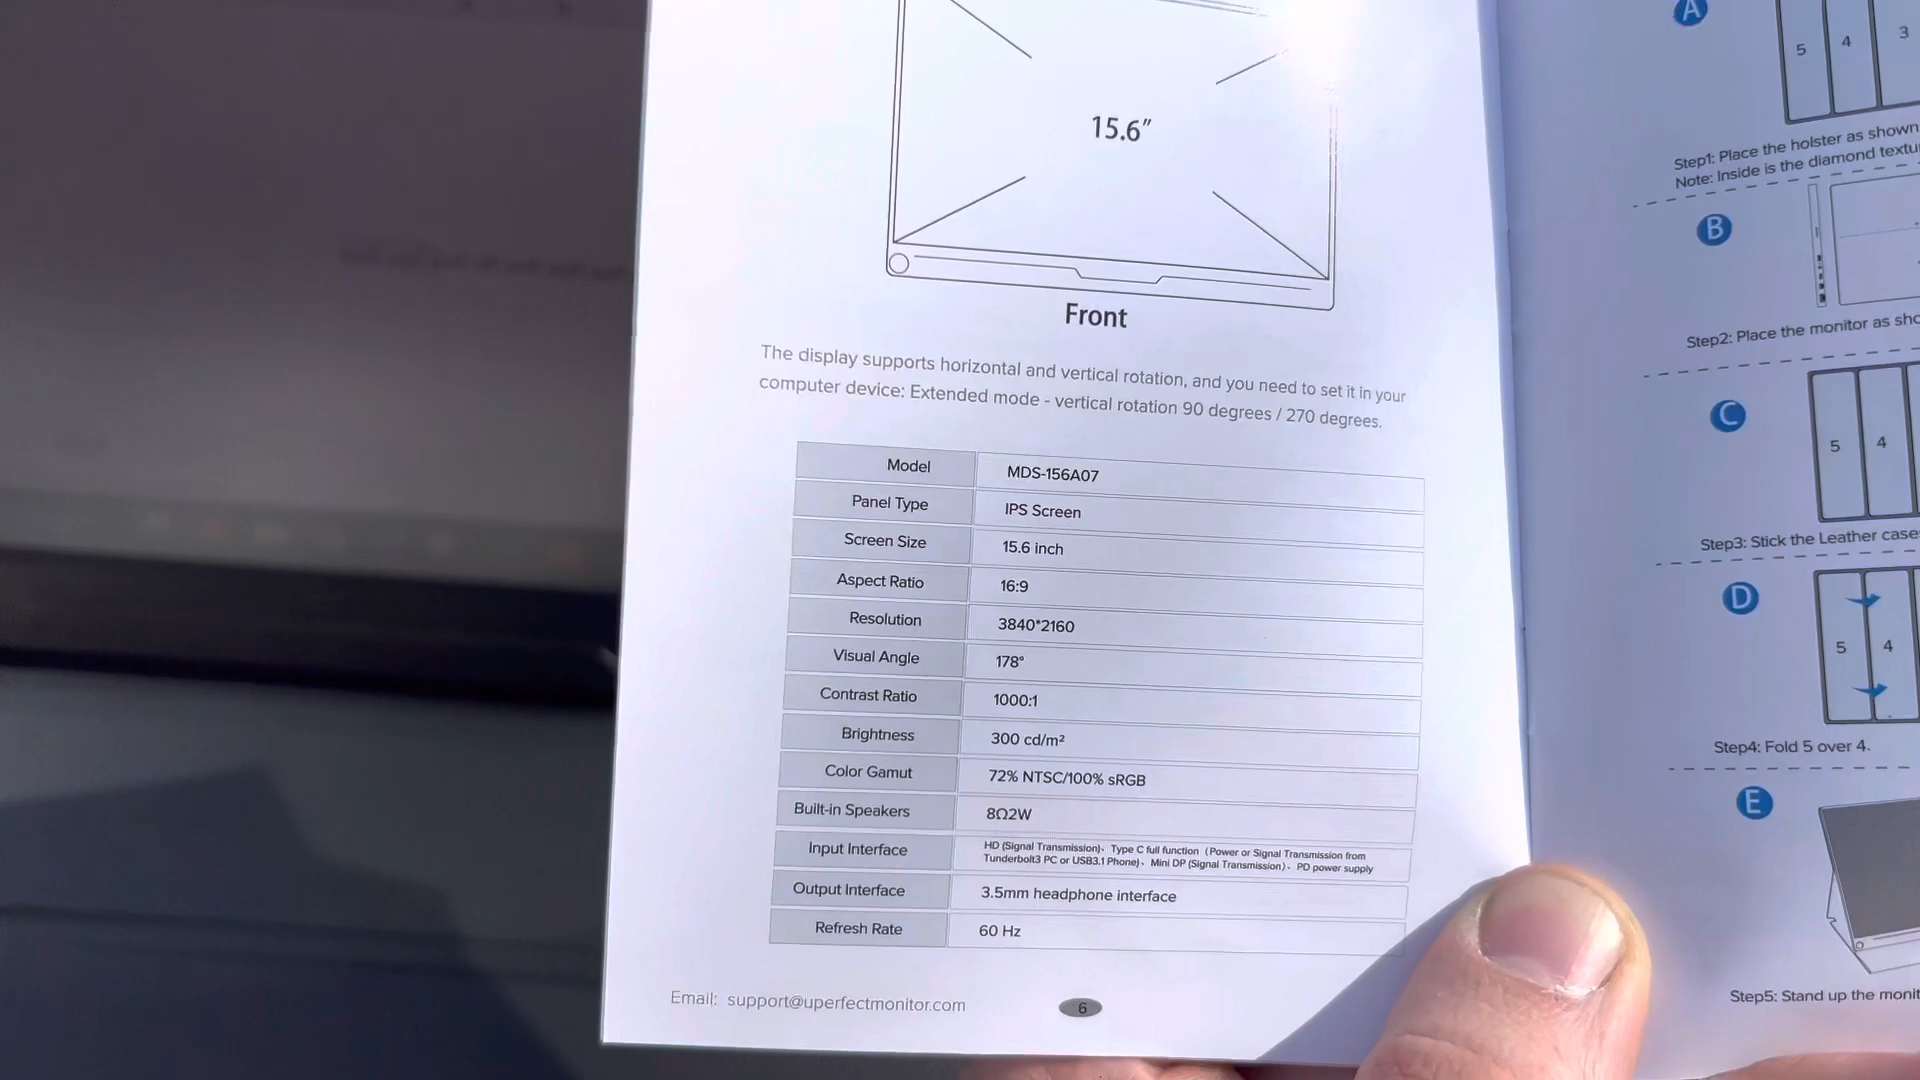 15.6"
Front
The display supports horizontal and vertical rotation, and you need to set it in your
computer device: Extended mode - vertical rotation 90 degrees / 270 degrees.
Model MDS-156A07
Panel Type IPS Screen
Screen Size 15.6 inch
Aspect Ratio 16:9
Resolution 3840*2160
Visual Angle 178°
Contrast Ratio 1000:1
Brightness 300 cd/m²
Color Gamut 72% NTSC/100% sRGB
Built-in Speakers 8Ω2W
Input Interface HD (Signal Transmission)、Type C full function（Power or Signal Transmission from
Tunderbolt3 PC or USB3.1 Phone)、Mini DP (Signal Transmission)、PD power supply
Output Interface 3.5mm headphone interface
Refresh Rate 60 Hz
Email: support@uperfectmonitor.com
6
A
5 4 3
Step1: Place the holster as shown
Note: Inside is the diamond
B
Step2: Place the monitor as
C
5 4
Step3: Stick the Leather case
D
5 4
Step4: Fold 5 over 4.
E
Step5: Stand up the